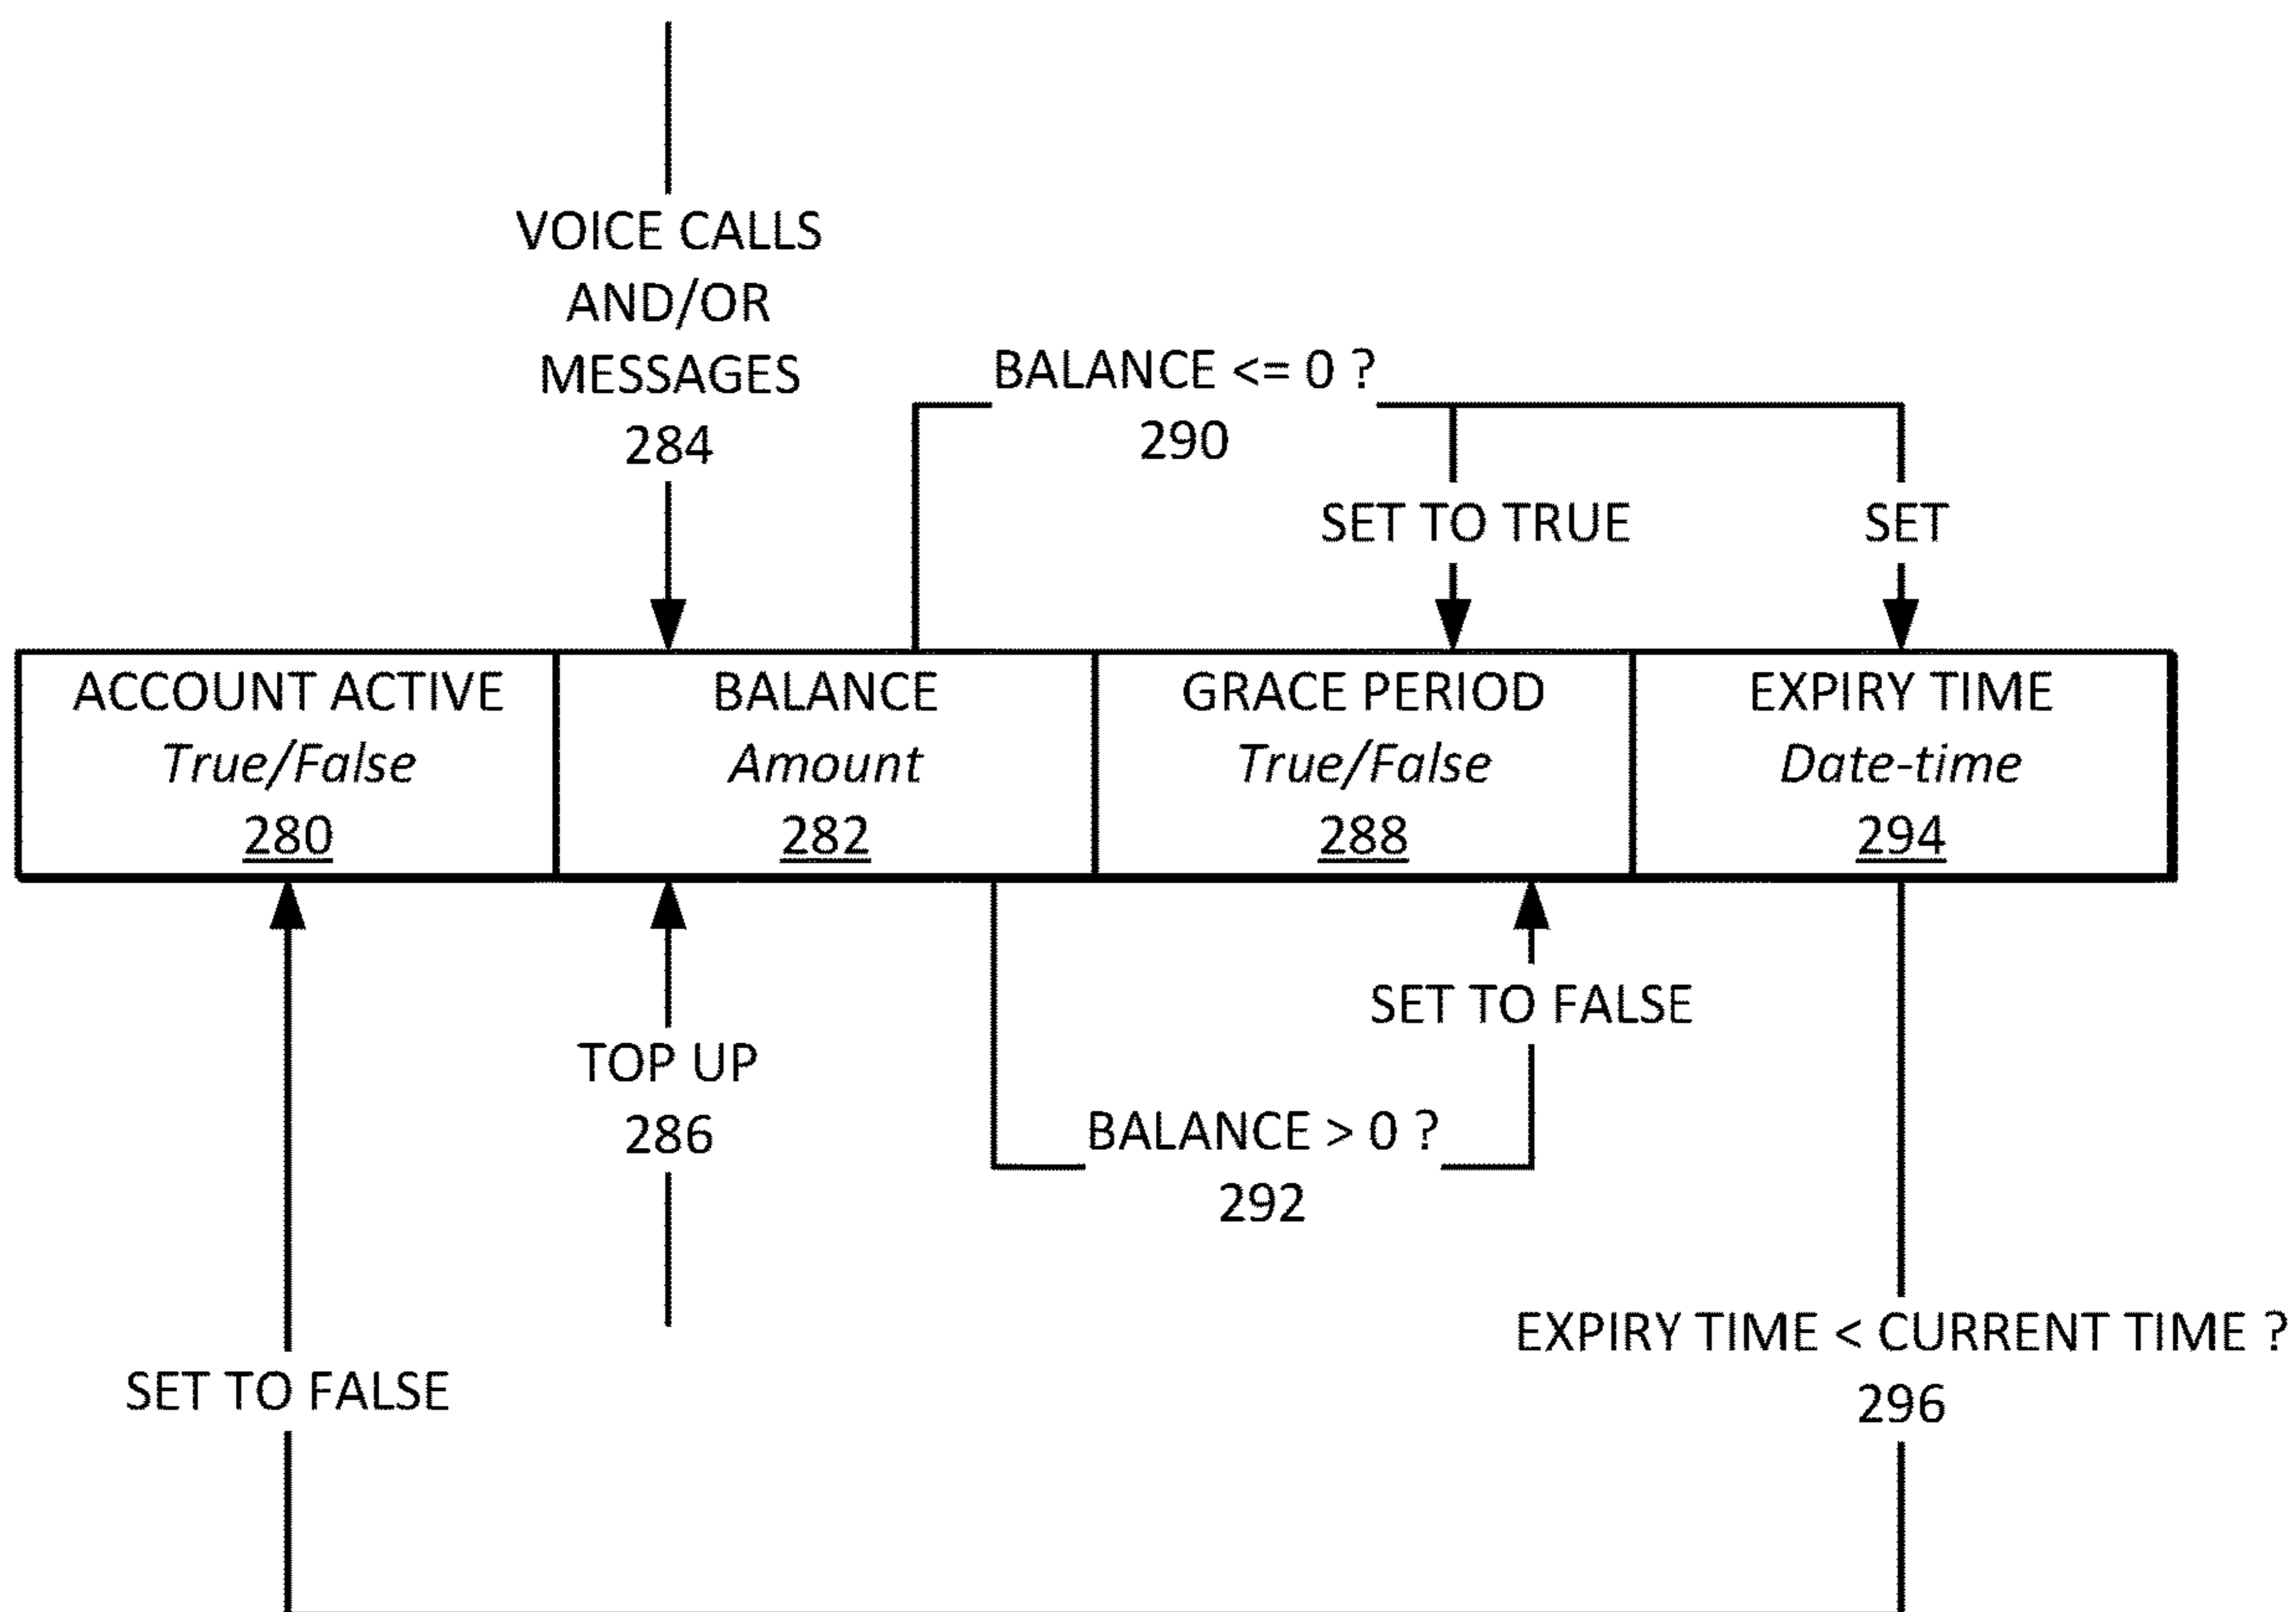 VOICE CALLS
AND/OR
MESSAGES
284
BALANCE <= 0 ?
290
SET TO TRUE
SET
ACCOUNT ACTIVE
True/False
280
BALANCE
Amount
282
GRACE PERIOD
True/False
288
EXPIRY TIME
Date-time
294
TOP UP
286
SET TO FALSE
BALANCE > 0 ?
292
EXPIRY TIME < CURRENT TIME ?
296
SET TO FALSE